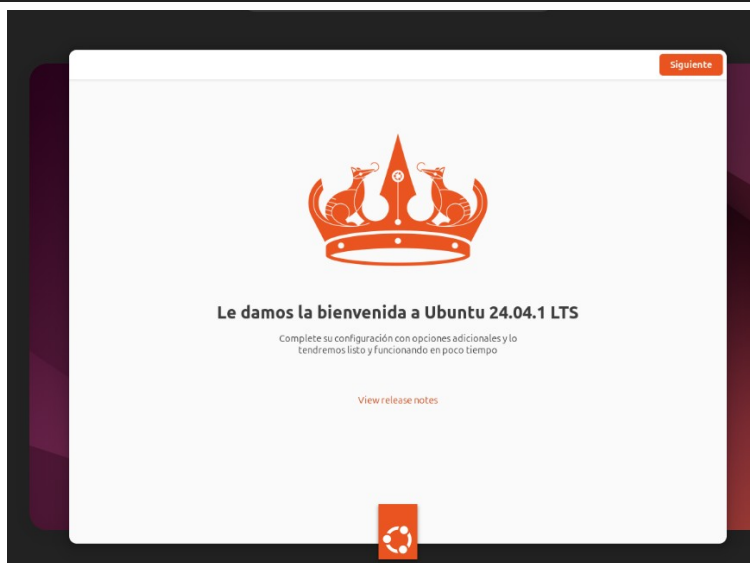 Siguiente
Le damos la bienvenida a Ubuntu 24.04.1 LTS
Complete su configuración con opciones adicionales y lo
tendremos listo y funcionando en poco tiempo
View release notes